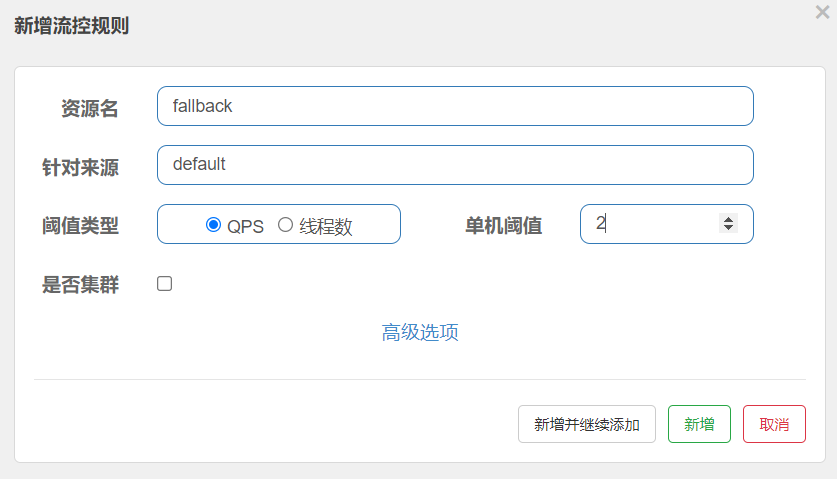 新增流控规则
资源名 fallback
针对来源 default
阈值类型 QPS 线程数 单机阈值 2
是否集群
高级选项
新增并继续添加 新增 取消